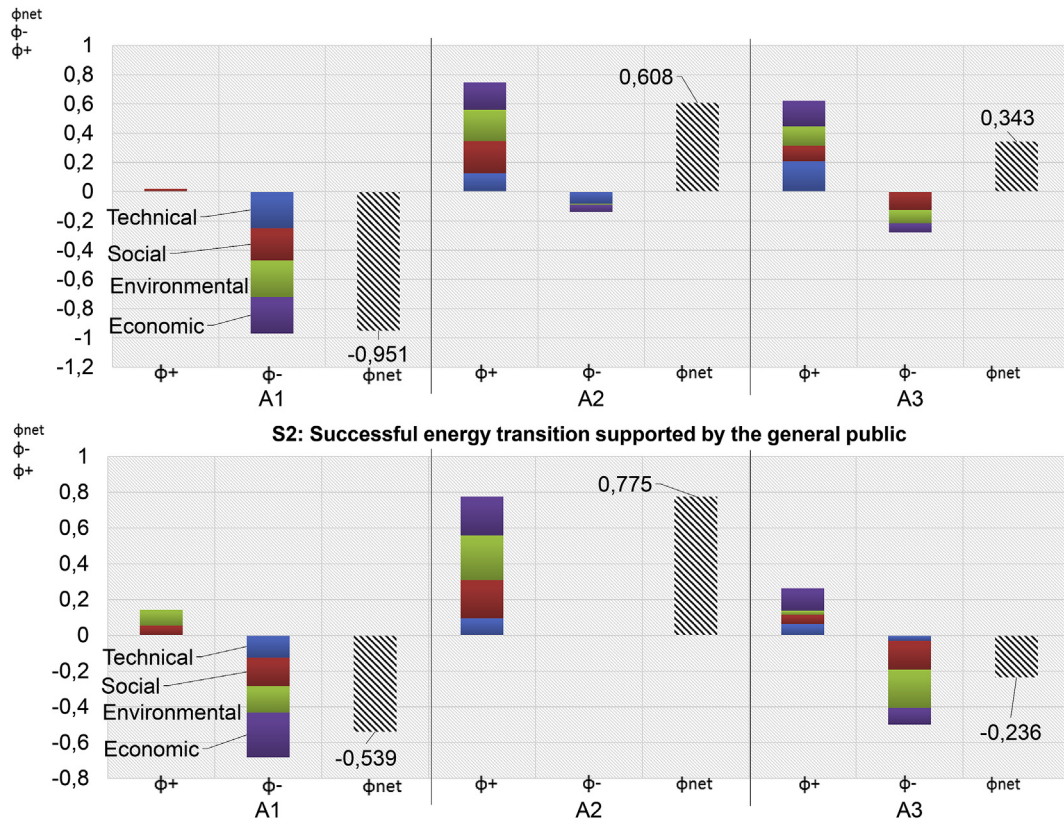 ϕnet
ϕ-
ϕ+
1
0,8
0,6
0,4
0,2
0
-0,2
-0,4
-0,6
-0,8
-1
-1,2
Technical
Social
Environmental
Economic
-0,951
0,608
0,343
ϕ+ ϕ- ϕnet ϕ+ ϕ- ϕnet ϕ+ ϕ- ϕnet
A1 A2 A3
S2: Successful energy transition supported by the general public
ϕnet
ϕ-
ϕ+
1
0,8
0,6
0,4
0,2
0
-0,2
-0,4
-0,6
-0,8
Technical
Social
Environmental
Economic
-0,539
0,775
-0,236
ϕ+ ϕ- ϕnet ϕ+ ϕ- ϕnet ϕ+ ϕ- ϕnet
A1 A2 A3